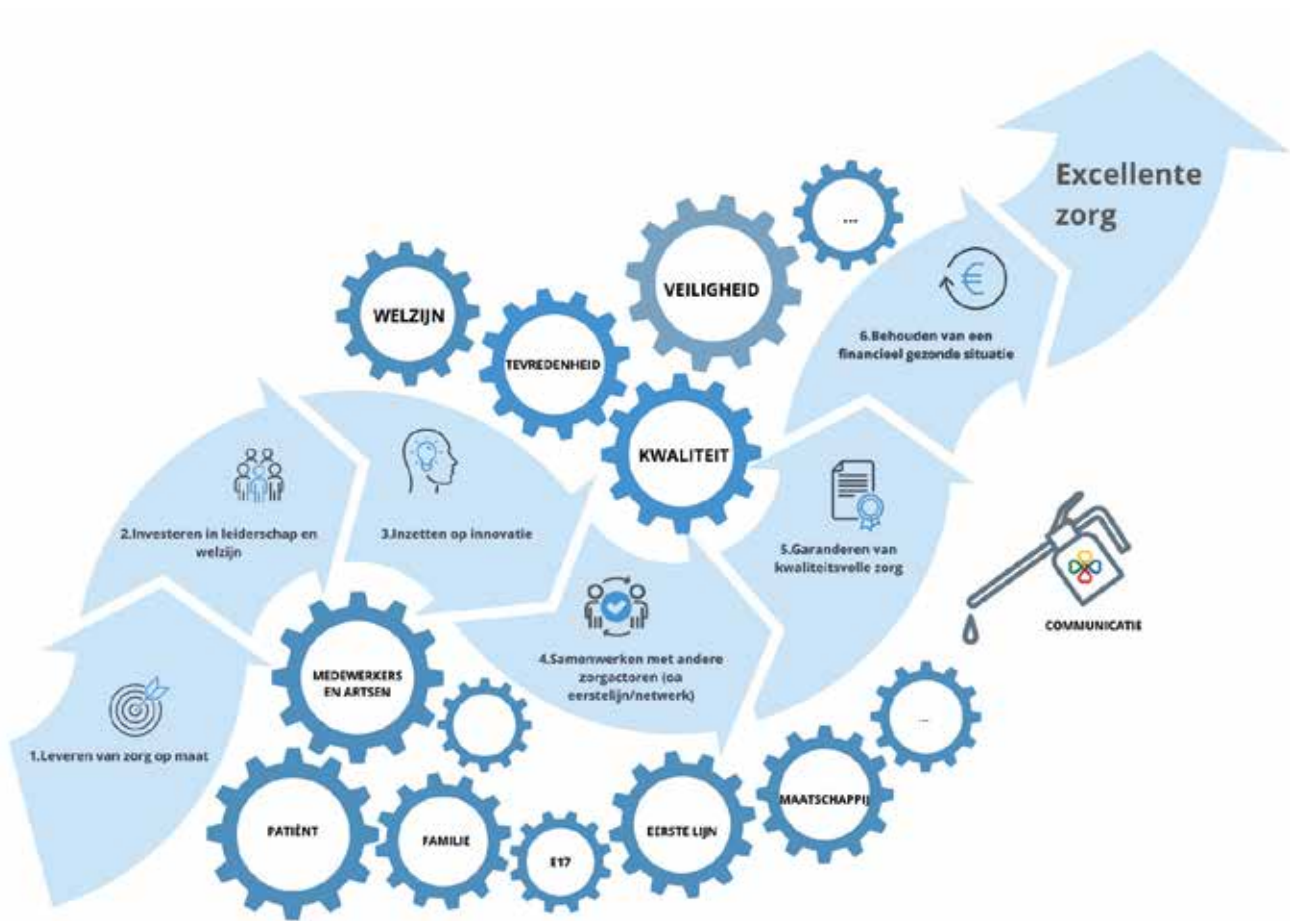 Excellente
zorg
...
VEILIGHEID
WELZIJN
TEVREDENHEID
6.Behouden van een
financieel gezonde situatie
KWALITEIT
2.Investeren in leiderschap en
welzijn
3.Inzetten op innovatie
5.Garanderen van
kwaliteitsvolle zorg
COMMUNICATIE
MEDEWERKERS
EN ARTSEN
4.Samenwerken met andere
zorgactoren (oa
eerstelijn/netwerk)
...
1.Leveren van zorg op maat
MAATSCHAPPIJ
PATIËNT
FAMILIE
E17
EERSTE LIJN